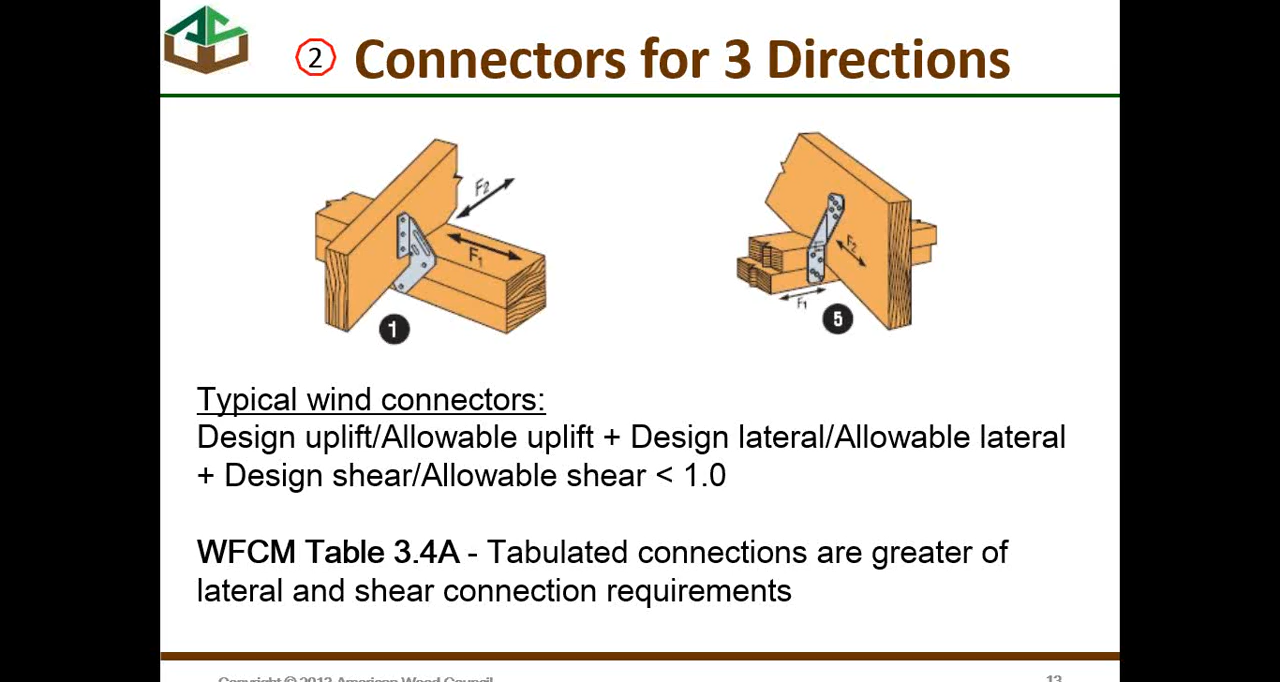 ② Connectors for 3 Directions
F2
F1
1
F2
F1
5
Typical wind connectors:
Design uplift/Allowable uplift + Design lateral/Allowable lateral
+ Design shear/Allowable shear < 1.0
WFCM Table 3.4A - Tabulated connections are greater of
lateral and shear connection requirements
Copyright © 2013 American Wood Council
13